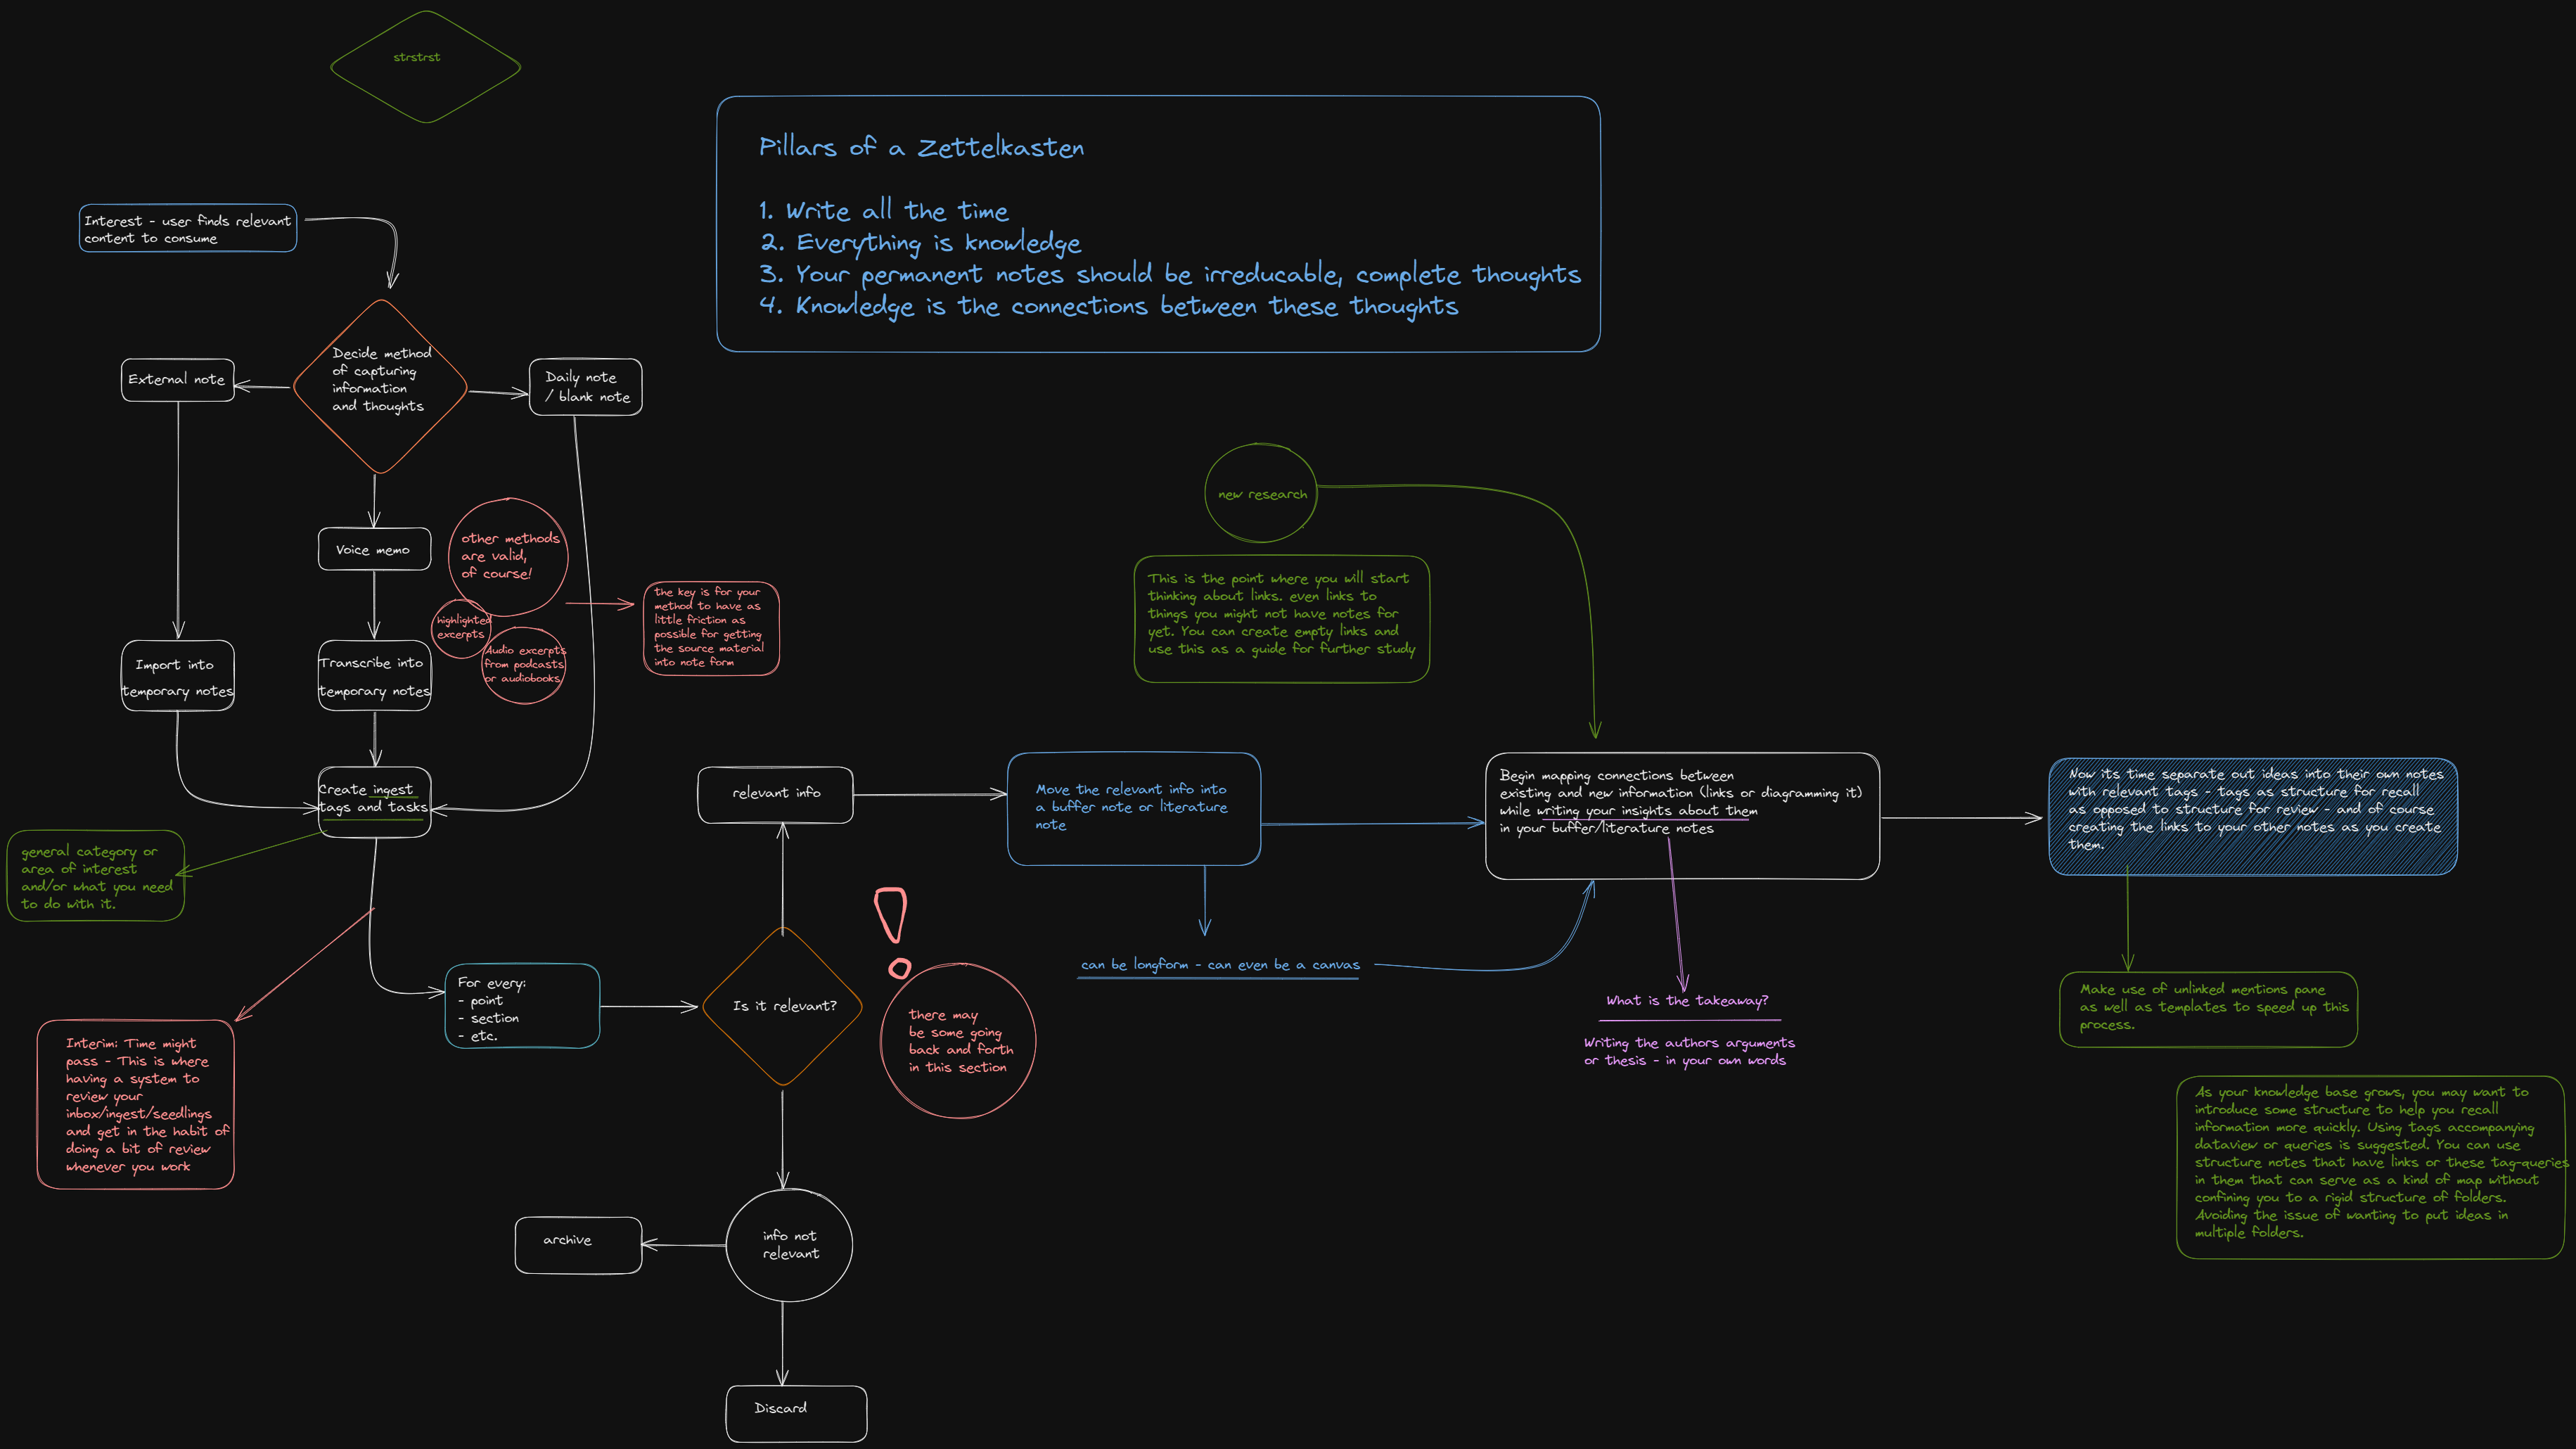 strstrst
Pillars of a Zettelkasten
1. Write all the time
2. Everything is knowledge
3. Your permanent notes should be irreducable, complete thoughts
4. Knowledge is the connections between these thoughts
Interest - user finds relevant
content to consume
Decide method
of capturing
information
and thoughts
External note
Daily note
/ blank note
Voice memo
other methods
are valid,
of course!
highlighted
excerpts
Audio excerpts
from podcasts
or audiobooks
the key is for your
method to have as
little friction as
possible for getting
the source material
into note form
Import into
temporary notes
Transcribe into
temporary notes
Create ingest
tags and tasks
general category or
area of interest
and/or what you need
to do with it.
Interim: Time might
pass - This is where
having a system to
review your
inbox/ingest/seedlings
and get in the habit of
doing a bit of review
whenever you work
For every:
- point
- section
- etc.
Is it relevant?
there may
be some going
back and forth
in this section
relevant info
info not
relevant
archive
Discard
Move the relevant info into
a buffer note or literature
note
can be longform - can even be a canvas
new research
This is the point where you will start
thinking about links. even links to
things you might not have notes for
yet. You can create empty links and
use this as a guide for further study
Begin mapping connections between
existing and new information (links or diagramming it)
while writing your insights about them
in your buffer/literature notes
What is the takeaway?
Writing the authors arguments
or thesis - in your own words
Now its time separate out ideas into their own notes
with relevant tags - tags as structure for recall
as opposed to structure for review - and of course
creating the links to your other notes as you create
them.
Make use of unlinked mentions pane
as well as templates to speed up this
process.
As your knowledge base grows, you may want to
introduce some structure to help you recall
information more quickly. Using tags accompanying
dataview or queries is suggested. You can use
structure notes that have links or these tag-queries
in them that can serve as a kind of map without
confining you to a rigid structure of folders.
Avoiding the issue of wanting to put ideas in
multiple folders.